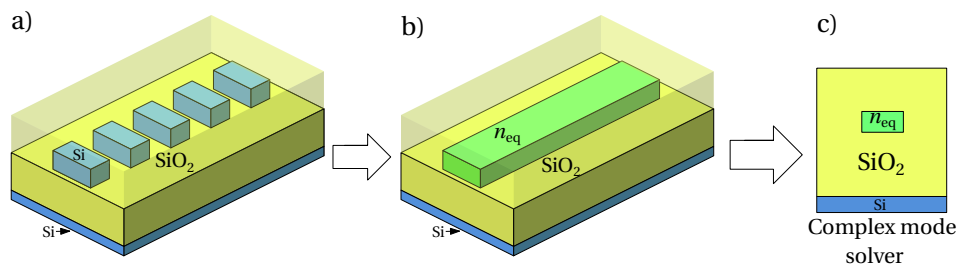 a)
Si
SiO₂
Si
b)
n_eq
SiO₂
Si
c)
n_eq
SiO₂
Si
Complex mode
solver